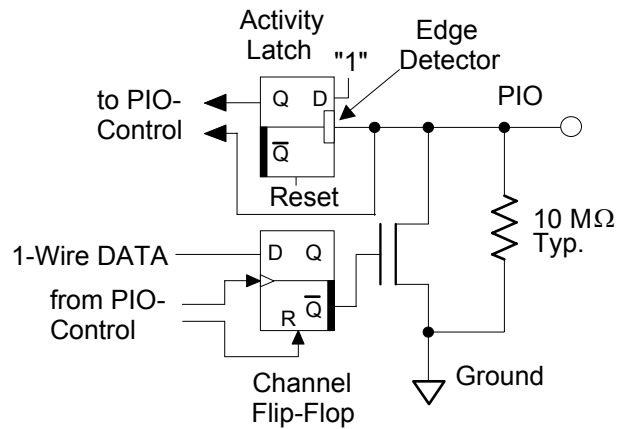 Activity
Latch
"1"
Edge
Detector
to PIO-
Control
Q D
PIO
Q̅
Reset
10 MΩ
Typ.
1-Wire DATA
D Q
from PIO-
Control
R Q̅
Channel
Flip-Flop
Ground